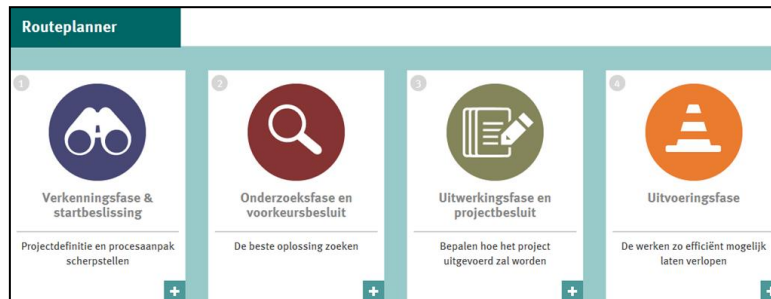 Routeplanner
1
Verkenningsfase &
startbeslissing
Projectdefinitie en procesaanpak
scherpstellen
+
2
Onderzoeksfase en
voorkeursbesluit
De beste oplossing zoeken
+
3
Uitwerkingsfase en
projectbesluit
Bepalen hoe het project
uitgevoerd zal worden
+
4
Uitvoeringsfase
De werken zo efficiënt mogelijk
laten verlopen
+